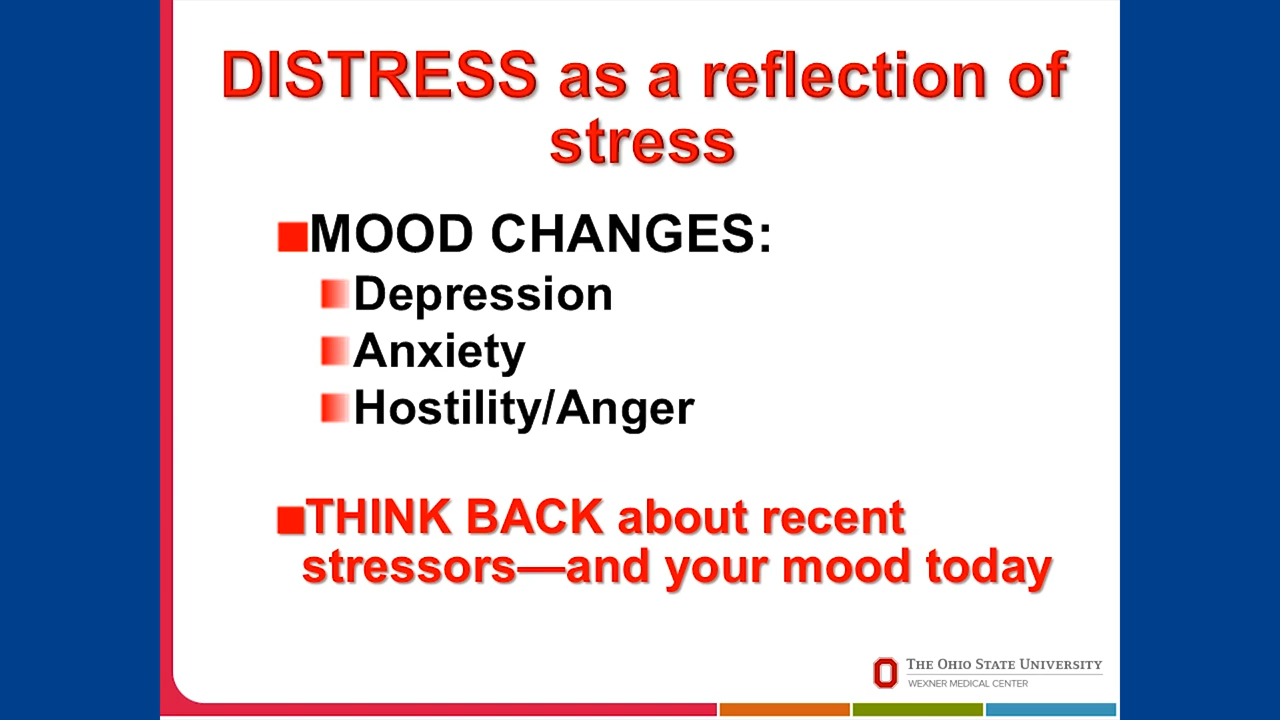 DISTRESS as a reflection of
stress
MOOD CHANGES:
Depression
Anxiety
Hostility/Anger
THINK BACK about recent
stressors—and your mood today
THE OHIO STATE UNIVERSITY
WEXNER MEDICAL CENTER